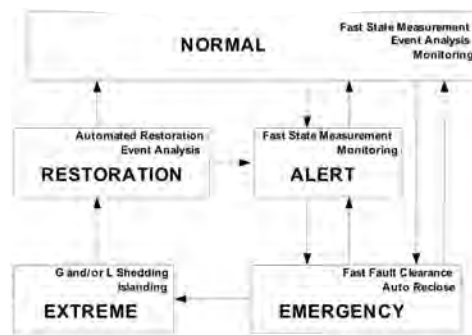 Fast State Measurement
Event Analysis
Monitoring
NORMAL
Automated Restoration
Event Analysis
RESTORATION
Fast State Measurement
Monitoring
ALERT
G and/or L Shedding
Islanding
EXTREME
Fast Fault Clearance
Auto Reclose
EMERGENCY